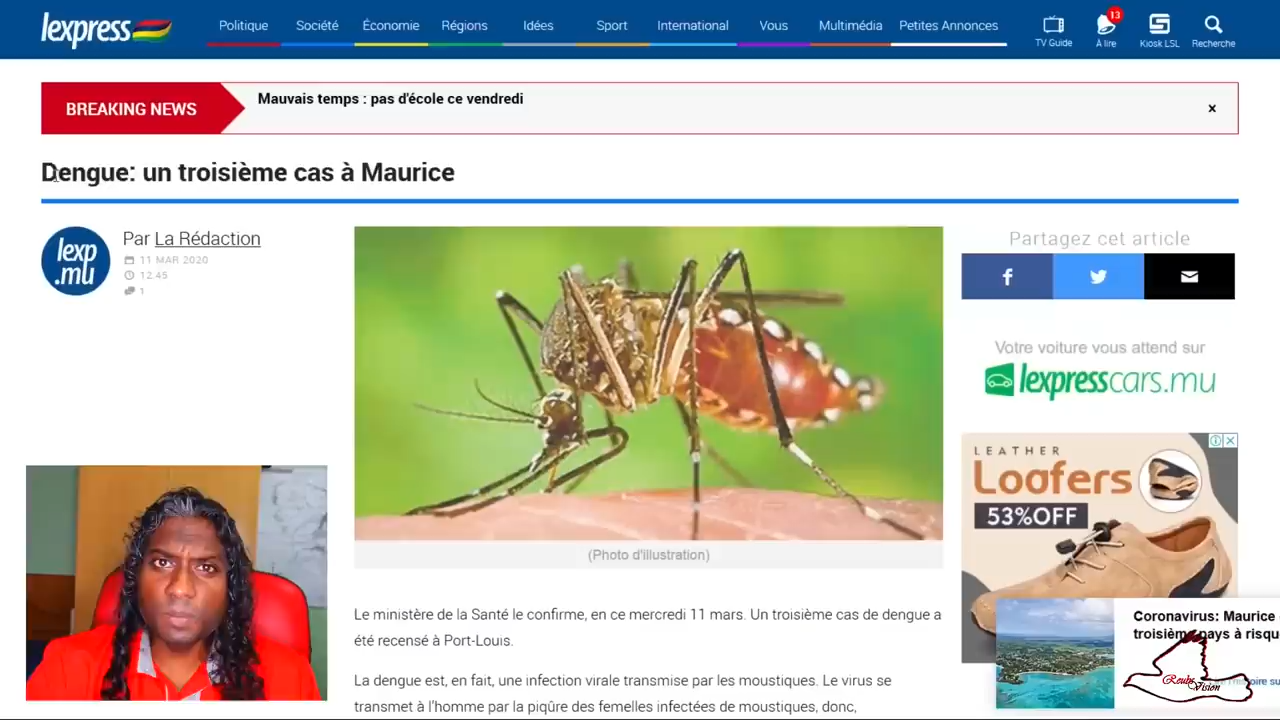 lexpress
Politique
Société
Économie
Régions
Idées
Sport
International
Vous
Multimédia
Petites Annonces
TV Guide
13
À lire
Kiosk LSL
Recherche
BREAKING NEWS
Mauvais temps : pas d'école ce vendredi
×
Dengue: un troisième cas à Maurice
lexp
.mu
Par La Rédaction
11 MAR 2020
12:45
1
(Photo d'illustration)
Le ministère de la Santé le confirme, en ce mercredi 11 mars. Un troisième cas de dengue a
été recensé à Port-Louis.
La dengue est, en fait, une infection virale transmise par les moustiques. Le virus se
transmet à l'homme par la piqûre des femelles infectées de moustiques, donc,
Partagez cet article
Votre voiture vous attend sur
lexpresscars.mu
LEATHER
Loafers
53%OFF
Coronavirus: Maurice
troisième pays à risqu
Reubs
Vision